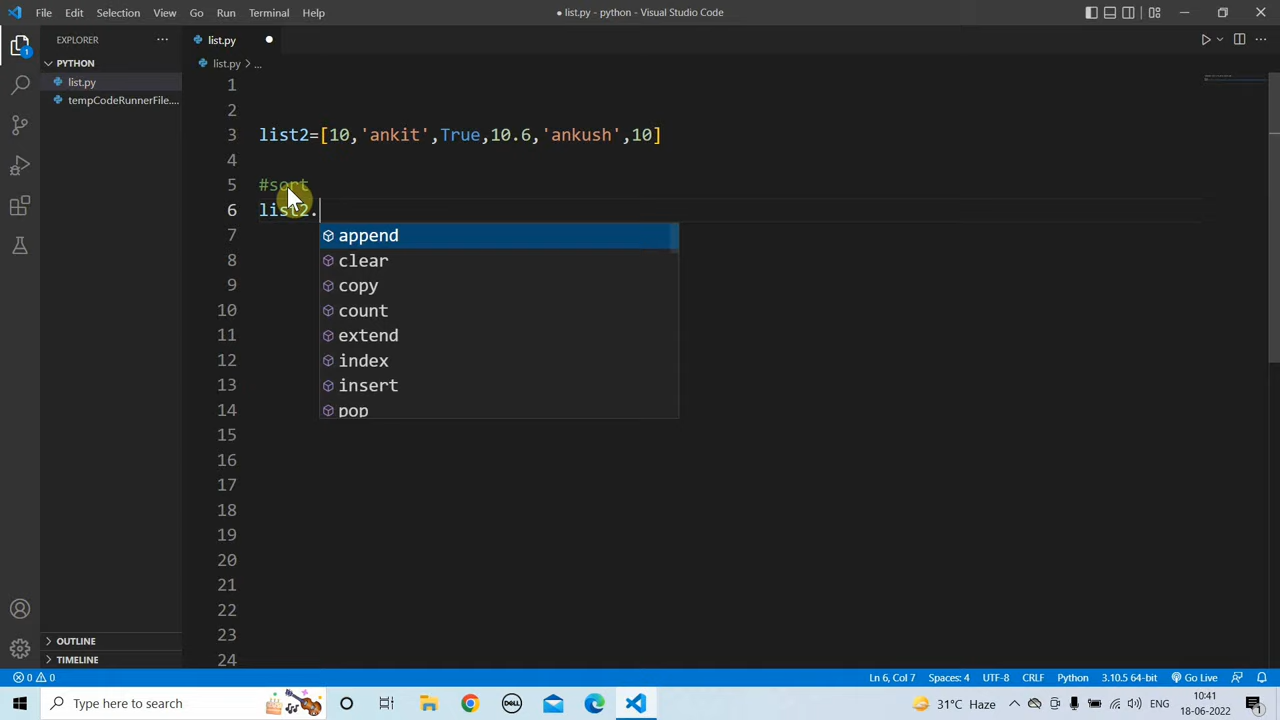 File Edit Selection View Go Run Terminal Help
● list.py - python - Visual Studio Code
EXPLORER
list.py
PYTHON
list.py > ...
list.py
tempCodeRunnerFile....
1
1
2
3 list2=[10,'ankit',True,10.6,'ankush',10]
4
5 #sort
6 list2.
7 append
8 clear
9 copy
10 count
11 extend
12 index
13 insert
14 pop
15
16
17
18
19
20
21
22
23
24
OUTLINE
TIMELINE
0 0 Ln 6, Col 7 Spaces: 4 UTF-8 CRLF Python 3.10.5 64-bit Go Live
Type here to search
31°C Haze
ENG
10:41
18-06-2022
1
DELL